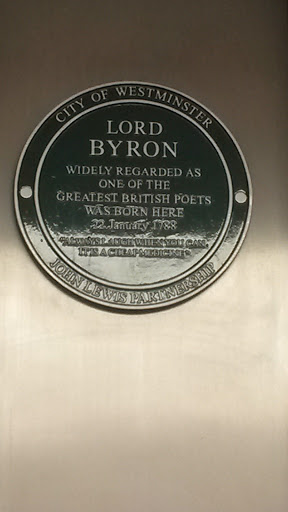 CITY OF WESTMINSTER
LORD
BYRON
WIDELY REGARDED AS
ONE OF THE
GREATEST BRITISH POETS
WAS BORN HERE
22 January 1788
"ALWAYS LAUGH WHEN YOU CAN.
IT IS A CHEAP MEDICINE"
JOHN LEWIS PARTNERSHIP